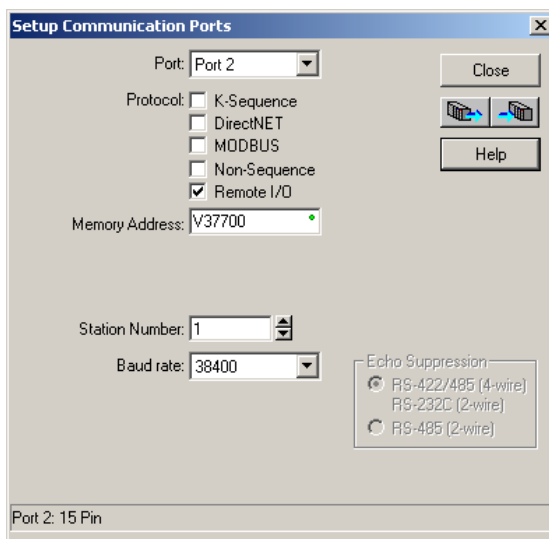 Setup Communication Ports
Port: Port 2
Close
Protocol: K-Sequence
DirectNET
MODBUS
Help
Non-Sequence
Remote I/O
Memory Address: V37700
Station Number: 1
Baud rate: 38400
Echo Suppression
RS-422/485 (4-wire)
RS-232C (2-wire)
RS-485 (2-wire)
Port 2: 15 Pin